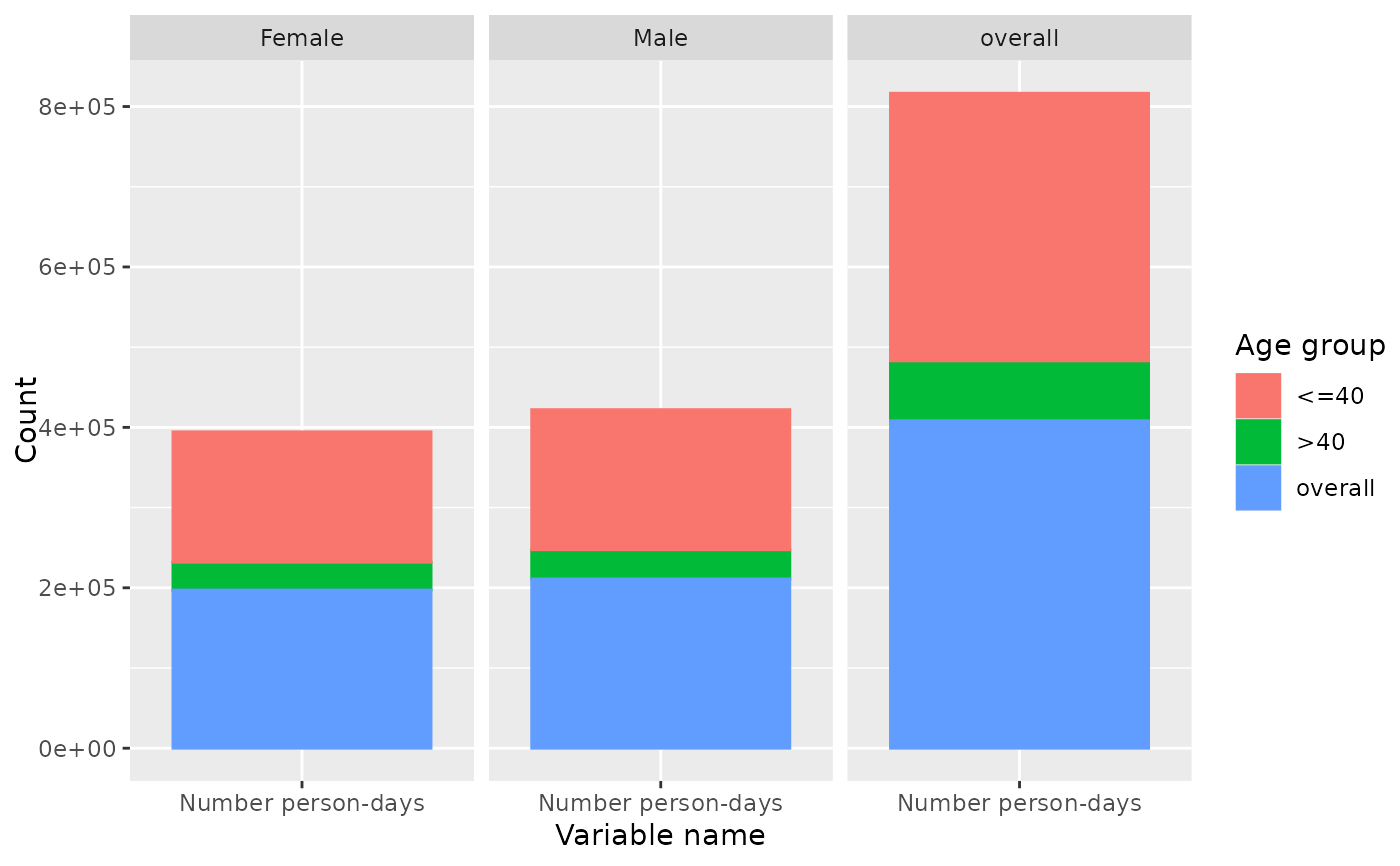 Female
Male
overall
8e+05
6e+05
4e+05
2e+05
0e+00
Count
Number person-days
Number person-days
Number person-days
Variable name
Age group
<=40
>40
overall